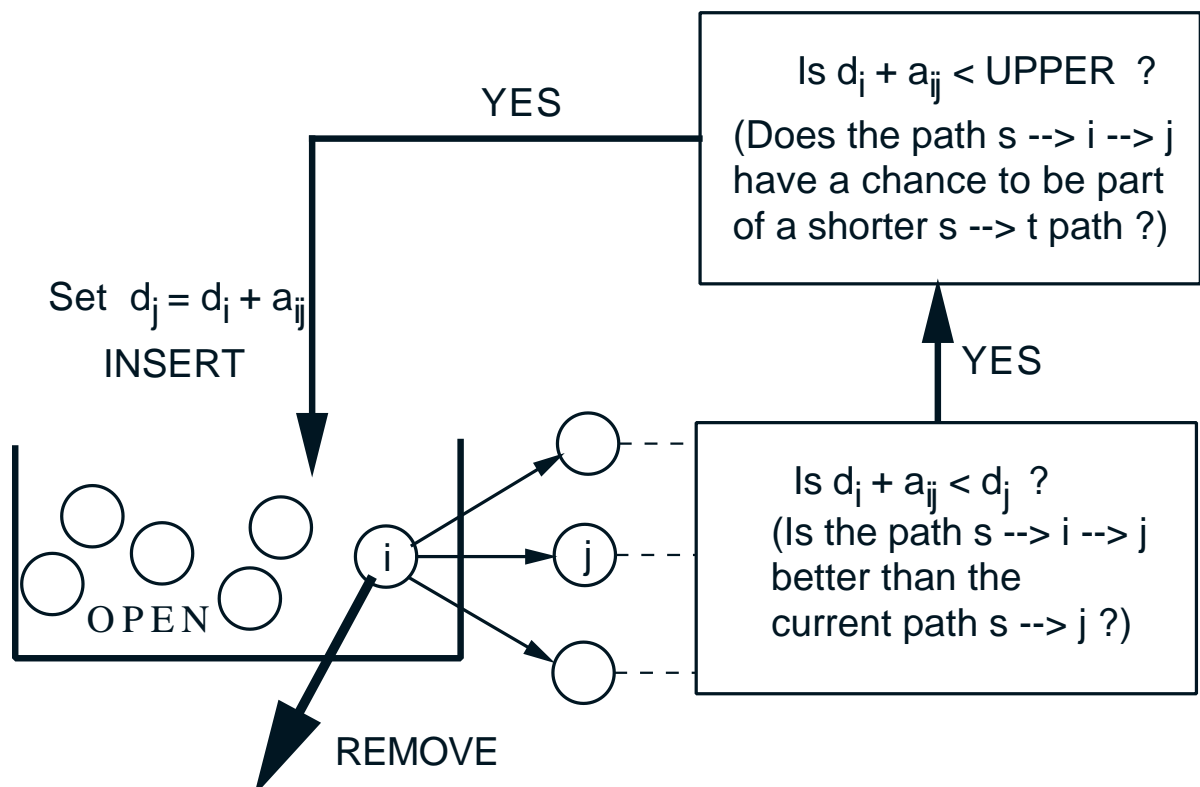 Is d_i + a_ij < UPPER ?
(Does the path s --> i --> j
have a chance to be part
of a shorter s --> t path ?)
YES
Set d_j = d_i + a_ij
INSERT
YES
Is d_i + a_ij < d_j ?
(Is the path s --> i --> j
better than the
current path s --> j ?)
i
j
OPEN
REMOVE